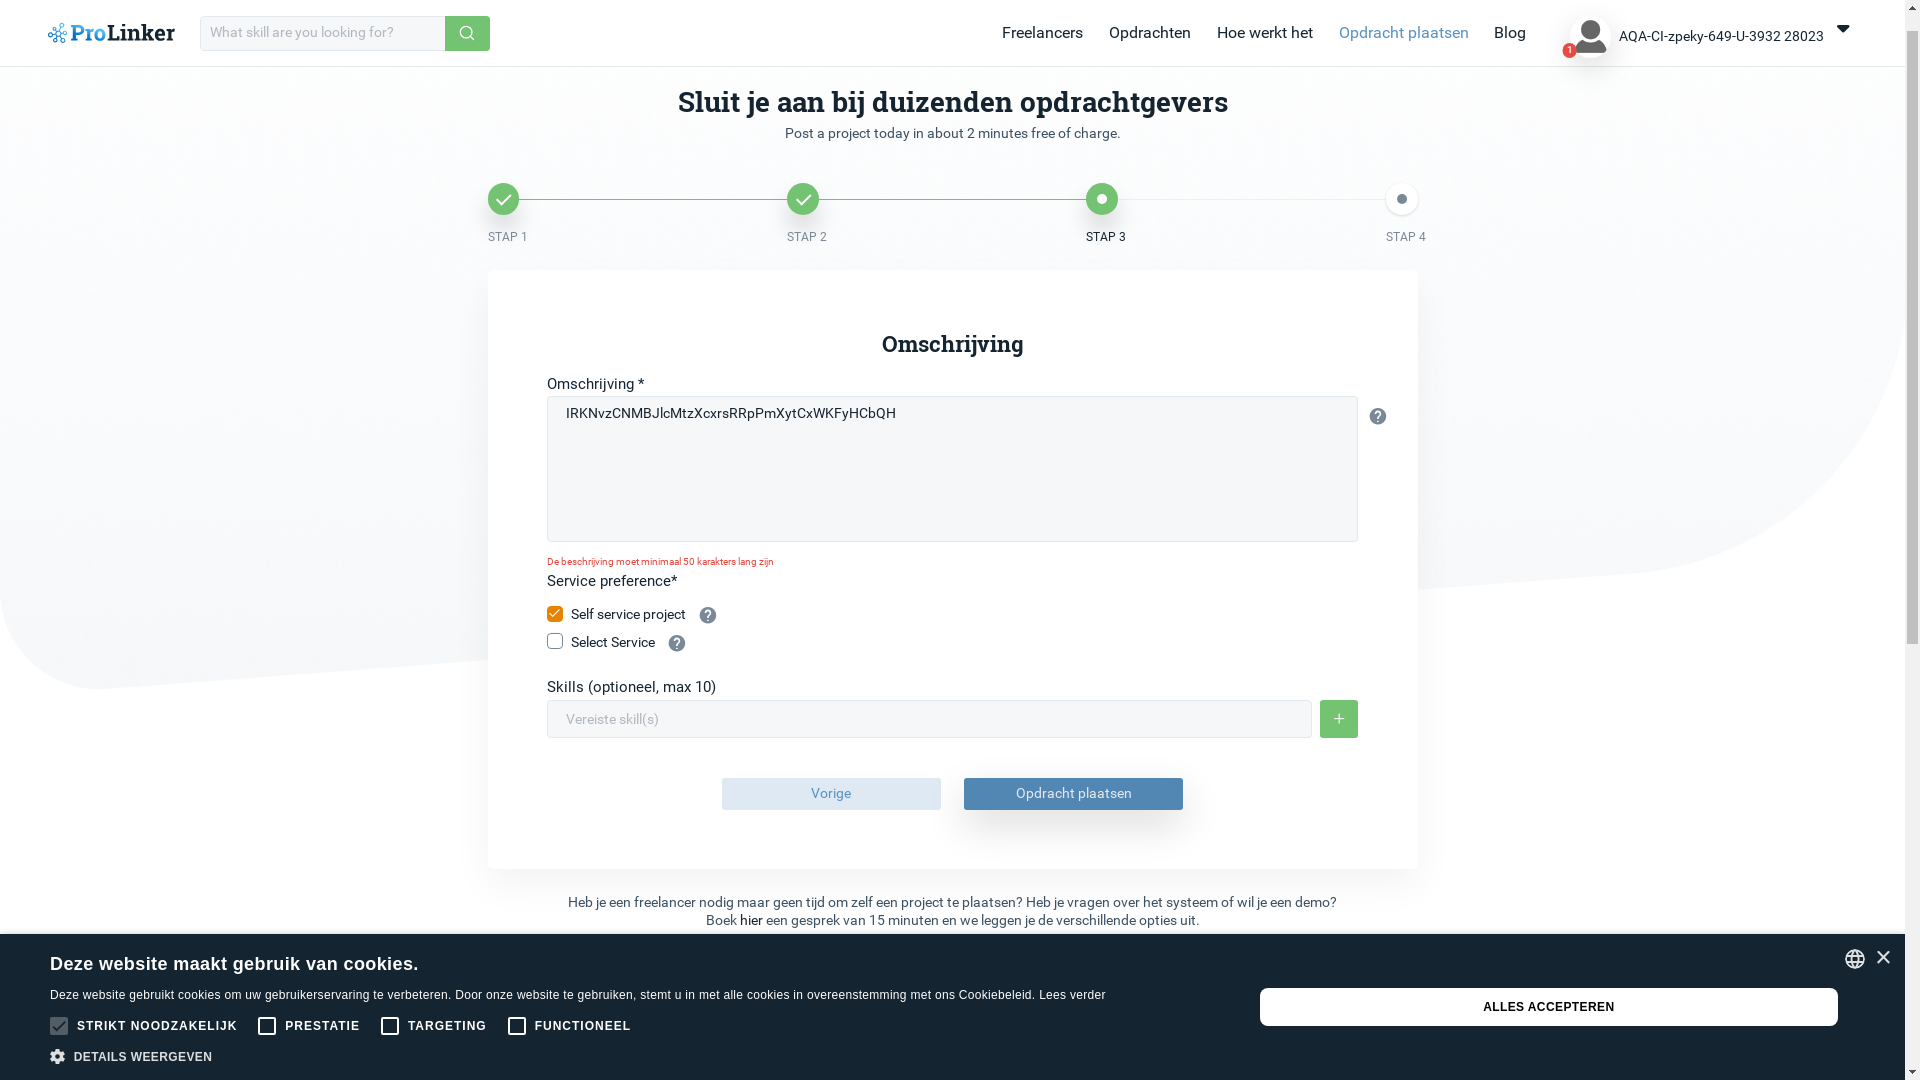 ProLinker
What skill are you looking for?
Freelancers
Opdrachten
Hoe werkt het
Opdracht plaatsen
Blog
1
AQA-CI-zpeky-649-U-3932 28023
Sluit je aan bij duizenden opdrachtgevers
Post a project today in about 2 minutes free of charge.
STAP 1
STAP 2
STAP 3
STAP 4
Omschrijving
Omschrijving *
IRKNvzCNMBJlcMtzXcxrsRRpPmXytCxWKFyHCbQH
?
De beschrijving moet minimaal 50 karakters lang zijn
Service preference*
Self service project ?
Select Service ?
Skills (optioneel, max 10)
Vereiste skill(s)
+
Vorige
Opdracht plaatsen
Heb je een freelancer nodig maar geen tijd om zelf een project te plaatsen? Heb je vragen over het systeem of wil je een demo?
Boek hier een gesprek van 15 minuten en we leggen je de verschillende opties uit.
Deze website maakt gebruik van cookies.
Deze website gebruikt cookies om uw gebruikerservaring te verbeteren. Door onze website te gebruiken, stemt u in met alle cookies in overeenstemming met ons Cookiebeleid. Lees verder
STRIKT NOODZAKELIJK
PRESTATIE
TARGETING
FUNCTIONEEL
DETAILS WEERGEVEN
ALLES ACCEPTEREN
×